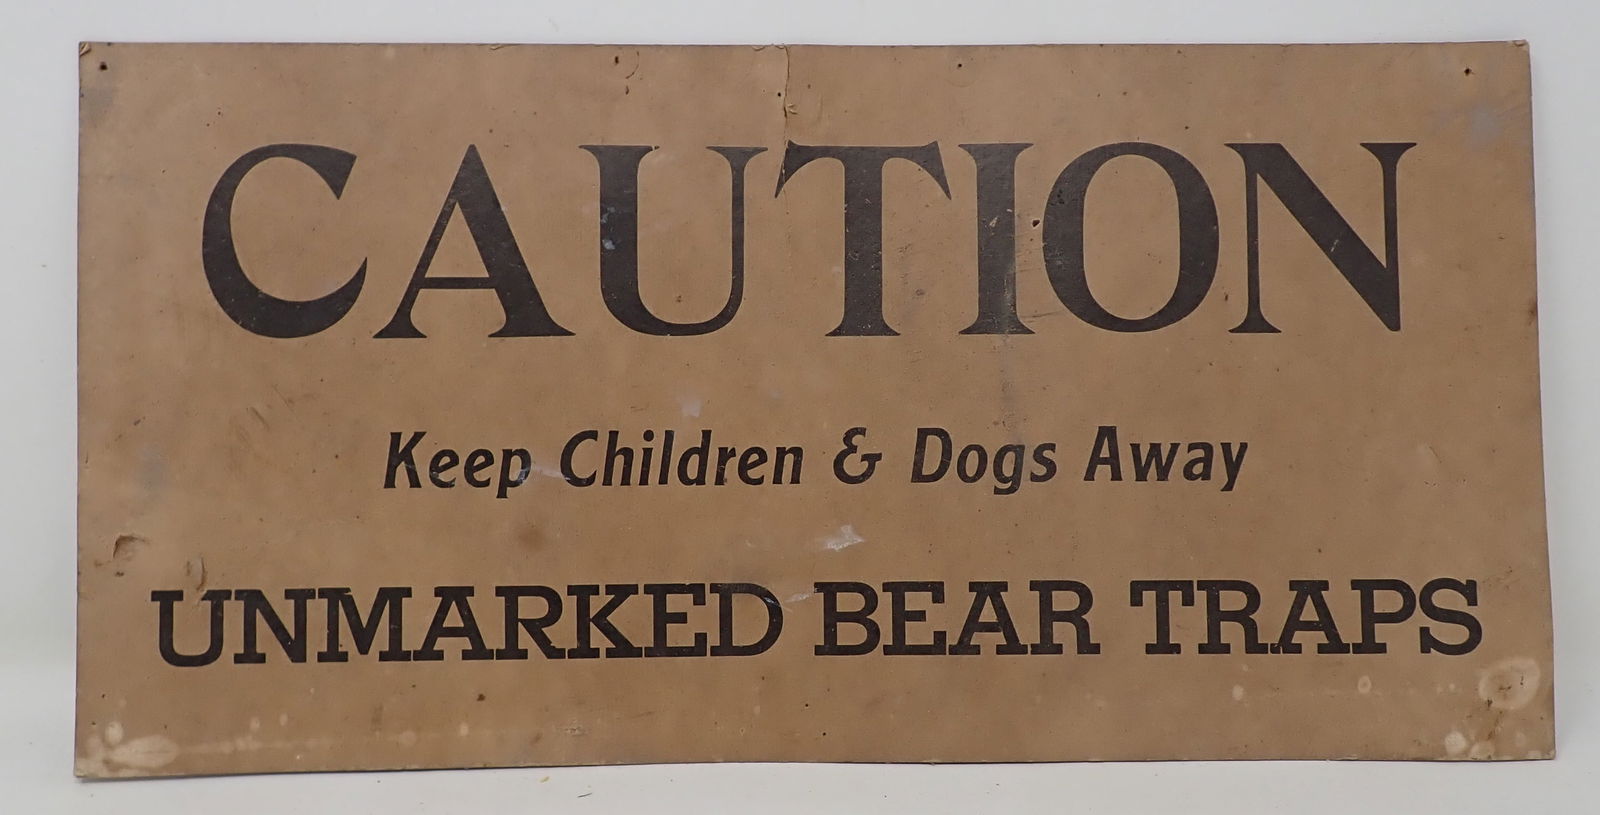 CAUTION
Keep Children & Dogs Away
UNMARKED BEAR TRAPS